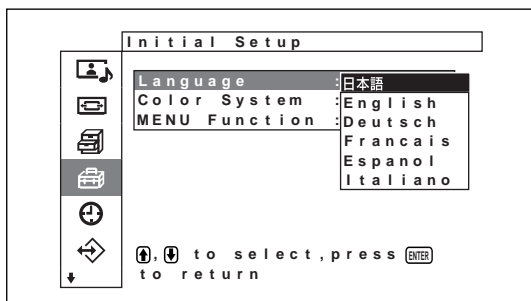 Initial Setup
Language :日本語
Color System :English
MENU Function :Deutsch
Francais
Espanol
Italiano
, to select, press ENTER
to return